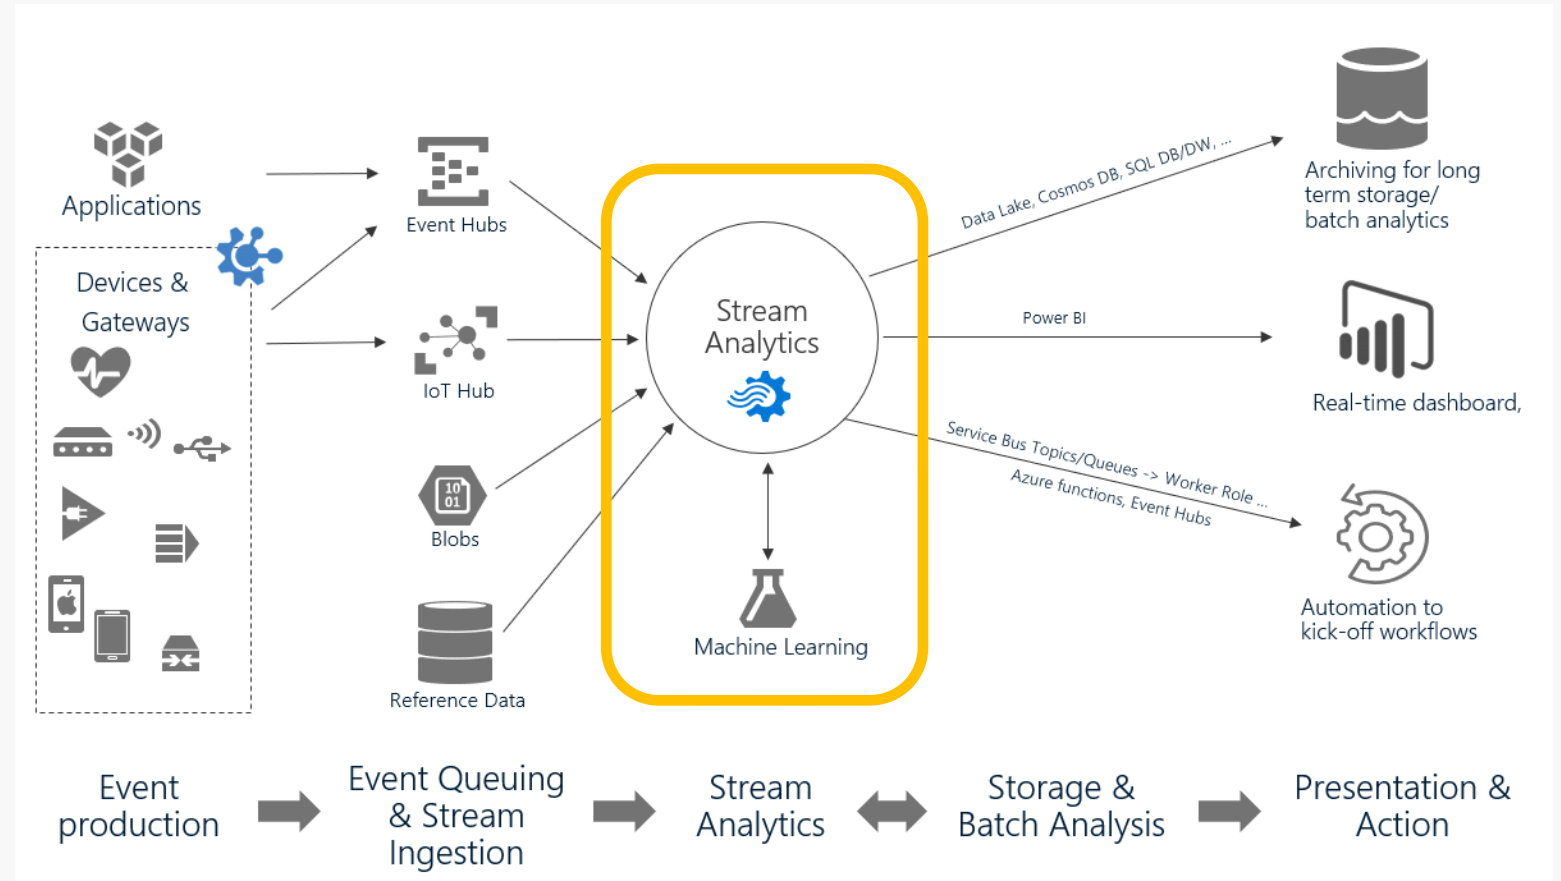 Applications
Devices &
Gateways
Event Hubs
IoT Hub
10
01
Blobs
Reference Data
Stream
Analytics
Machine Learning
Data Lake, Cosmos DB, SQL DB/DW, ...
Power BI
Service Bus Topics/Queues -> Worker Role ...
Azure functions, Event Hubs
Archiving for long
term storage/
batch analytics
Real-time dashboard,
Automation to
kick-off workflows
Event
production
Event Queuing
& Stream
Ingestion
Stream
Analytics
Storage &
Batch Analysis
Presentation &
Action